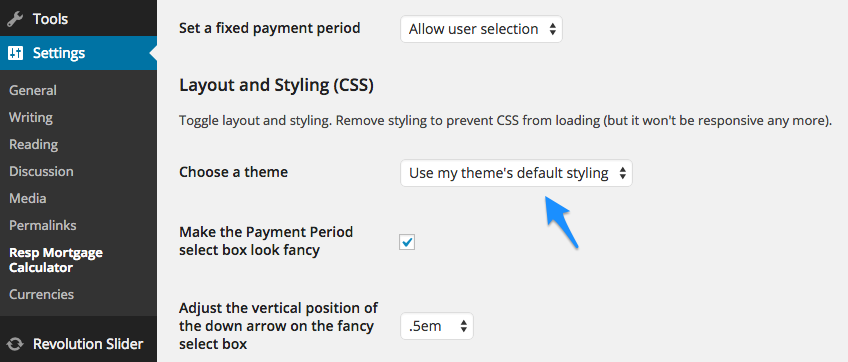 Tools
Settings
General
Writing
Reading
Discussion
Media
Permalinks
Resp Mortgage
Calculator
Currencies
Revolution Slider
Set a fixed payment period
Allow user selection
Layout and Styling (CSS)
Toggle layout and styling. Remove styling to prevent CSS from loading (but it won't be responsive any more).
Choose a theme
Use my theme's default styling
Make the Payment Period
select box look fancy
Adjust the vertical position of
the down arrow on the fancy
select box
.5em